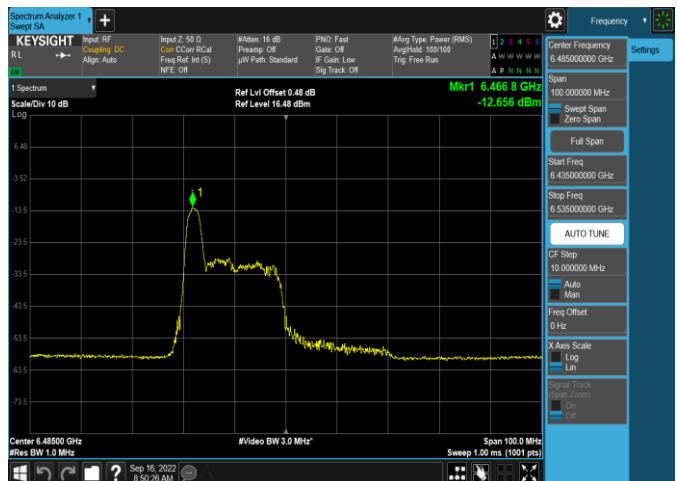 Spectrum Analyzer 1
Swept SA
+
Frequency
KEYSIGHT
R L
LXI
Input: RF
Coupling: DC
Align: Auto
Input Z: 50 Ω
Corr CCorr RCal
Freq Ref: Int (S)
NFE: Off
#Atten: 16 dB
Preamp: Off
µW Path: Standard
PNO: Fast
Gate: Off
IF Gain: Low
Sig Track: Off
#Avg Type: Power (RMS)
Avg|Hold: 100/100
Trig: Free Run
1 2 3 4 5 6
A W W W W W
A P N N N N
1 Spectrum
Scale/Div 10 dB
Log
Ref Lvl Offset 0.48 dB
Ref Level 16.48 dBm
Mkr1 6.466 8 GHz
-12.656 dBm
6.48
-3.52
-13.5
-23.5
-33.5
-43.5
-53.5
-63.5
-73.5
1
Center 6.48500 GHz
#Res BW 1.0 MHz
#Video BW 3.0 MHz*
Span 100.0 MHz
Sweep 1.00 ms (1001 pts)
Sep 16, 2022
8:50:26 AM
?
Center Frequency
6.485000000 GHz
Span
100.000000 MHz
Swept Span
Zero Span
Full Span
Start Freq
6.435000000 GHz
Stop Freq
6.535000000 GHz
AUTO TUNE
CF Step
10.000000 MHz
Auto
Man
Freq Offset
0 Hz
X Axis Scale
Log
Lin
Signal Track
(Span Zoom)
On
Off
Settings